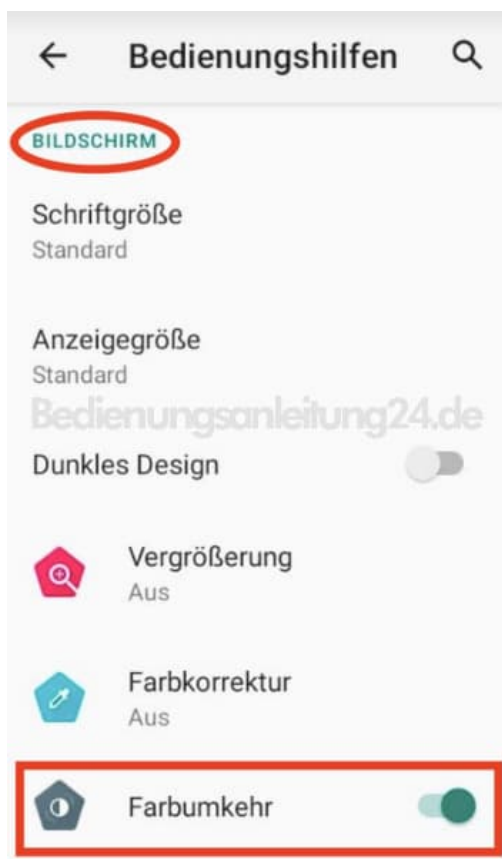 Bedienungshilfen
BILDSCHIRM
Schriftgröße
Standard
Anzeigegröße
Standard
Bedienungsanleitung24.de
Dunkles Design
Vergrößerung
Aus
Farbkorrektur
Aus
Farbumkehr